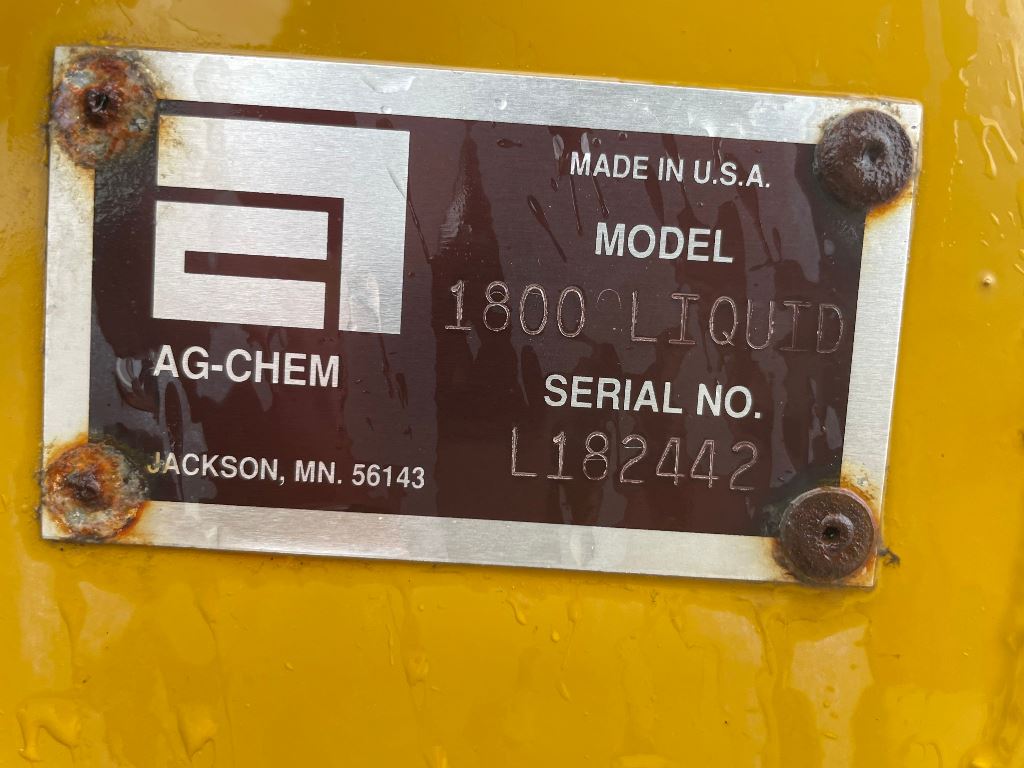 MADE IN U.S.A.
MODEL
1800 LIQUID
AG-CHEM
SERIAL NO.
L182442
JACKSON, MN. 56143